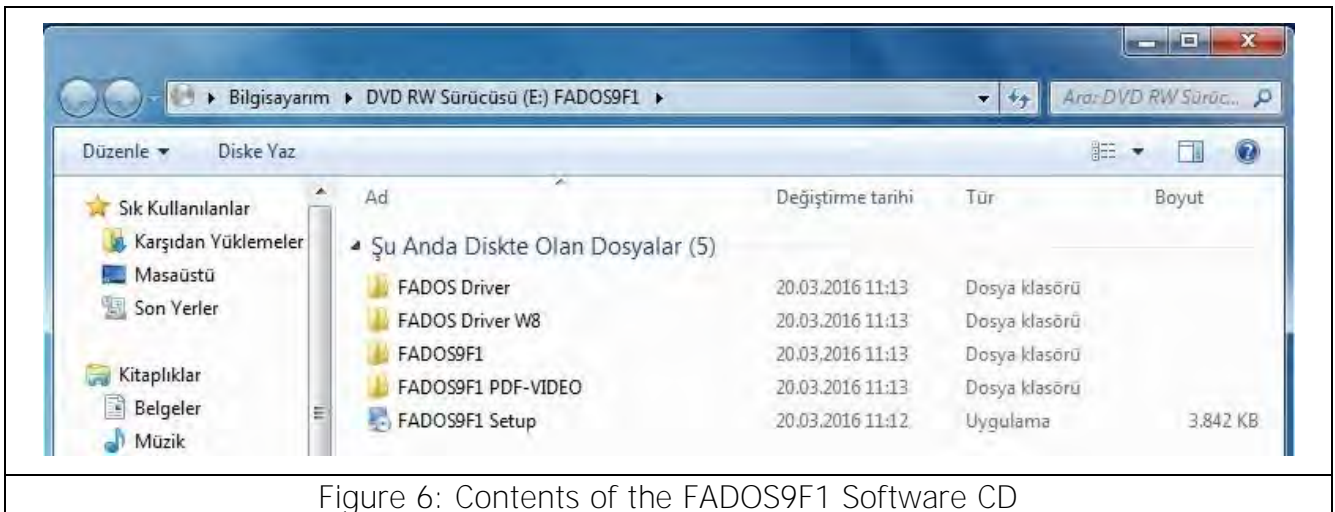 Bilgisayarım ▸ DVD RW Sürücüsü (E:) FADOS9F1 ▸ Ara: DVD RW Sürüc...
Düzenle Diske Yaz
Ad Değiştirme tarihi Tür Boyut
Sık Kullanılanlar
Karşıdan Yüklemeler
Masaüstü
Son Yerler
Kitaplıklar
Belgeler
Müzik
Şu Anda Diskte Olan Dosyalar (5)
FADOS Driver 20.03.2016 11:13 Dosya klasörü
FADOS Driver W8 20.03.2016 11:13 Dosya klasörü
FADOS9F1 20.03.2016 11:13 Dosya klasörü
FADOS9F1 PDF-VIDEO 20.03.2016 11:13 Dosya klasörü
FADOS9F1 Setup 20.03.2016 11:12 Uygulama 3.842 KB
Figure 6: Contents of the FADOS9F1 Software CD